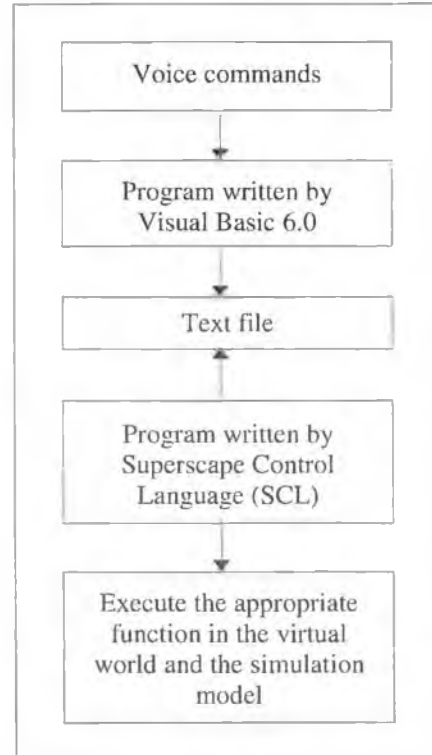 Voice commands
Program written by
Visual Basic 6.0
Text file
Program written by
Superscape Control
Language (SCL)
Execute the appropriate
function in the virtual
world and the simulation
model